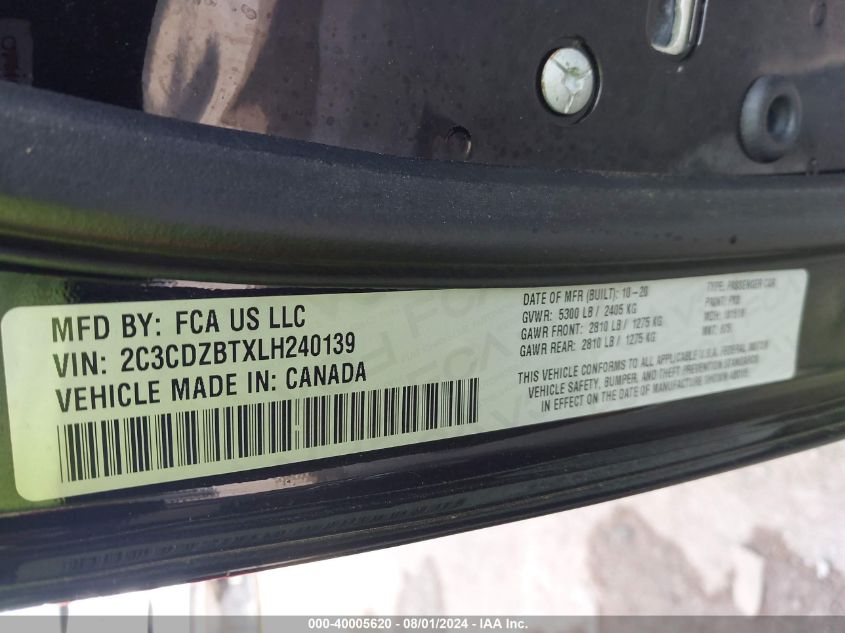 MFD BY: FCA US LLC
VIN: 2C3CDZBTXLH240139
VEHICLE MADE IN: CANADA
DATE OF MFR (BUILT): 10-20
GVWR: 5300 LB / 2405 KG
GAWR FRONT: 2810 LB / 1275 KG
GAWR REAR: 2810 LB / 1275 KG
TYPE: PASSENGER CAR
PAINT:
MDH:
THIS VEHICLE CONFORMS TO ALL APPLICABLE U.S.A. FEDERAL MOTOR
VEHICLE SAFETY, BUMPER, AND THEFT PREVENTION STANDARDS
IN EFFECT ON THE DATE OF MANUFACTURE SHOWN ABOVE.
000-40005620 - 08/01/2024 - IAA Inc.